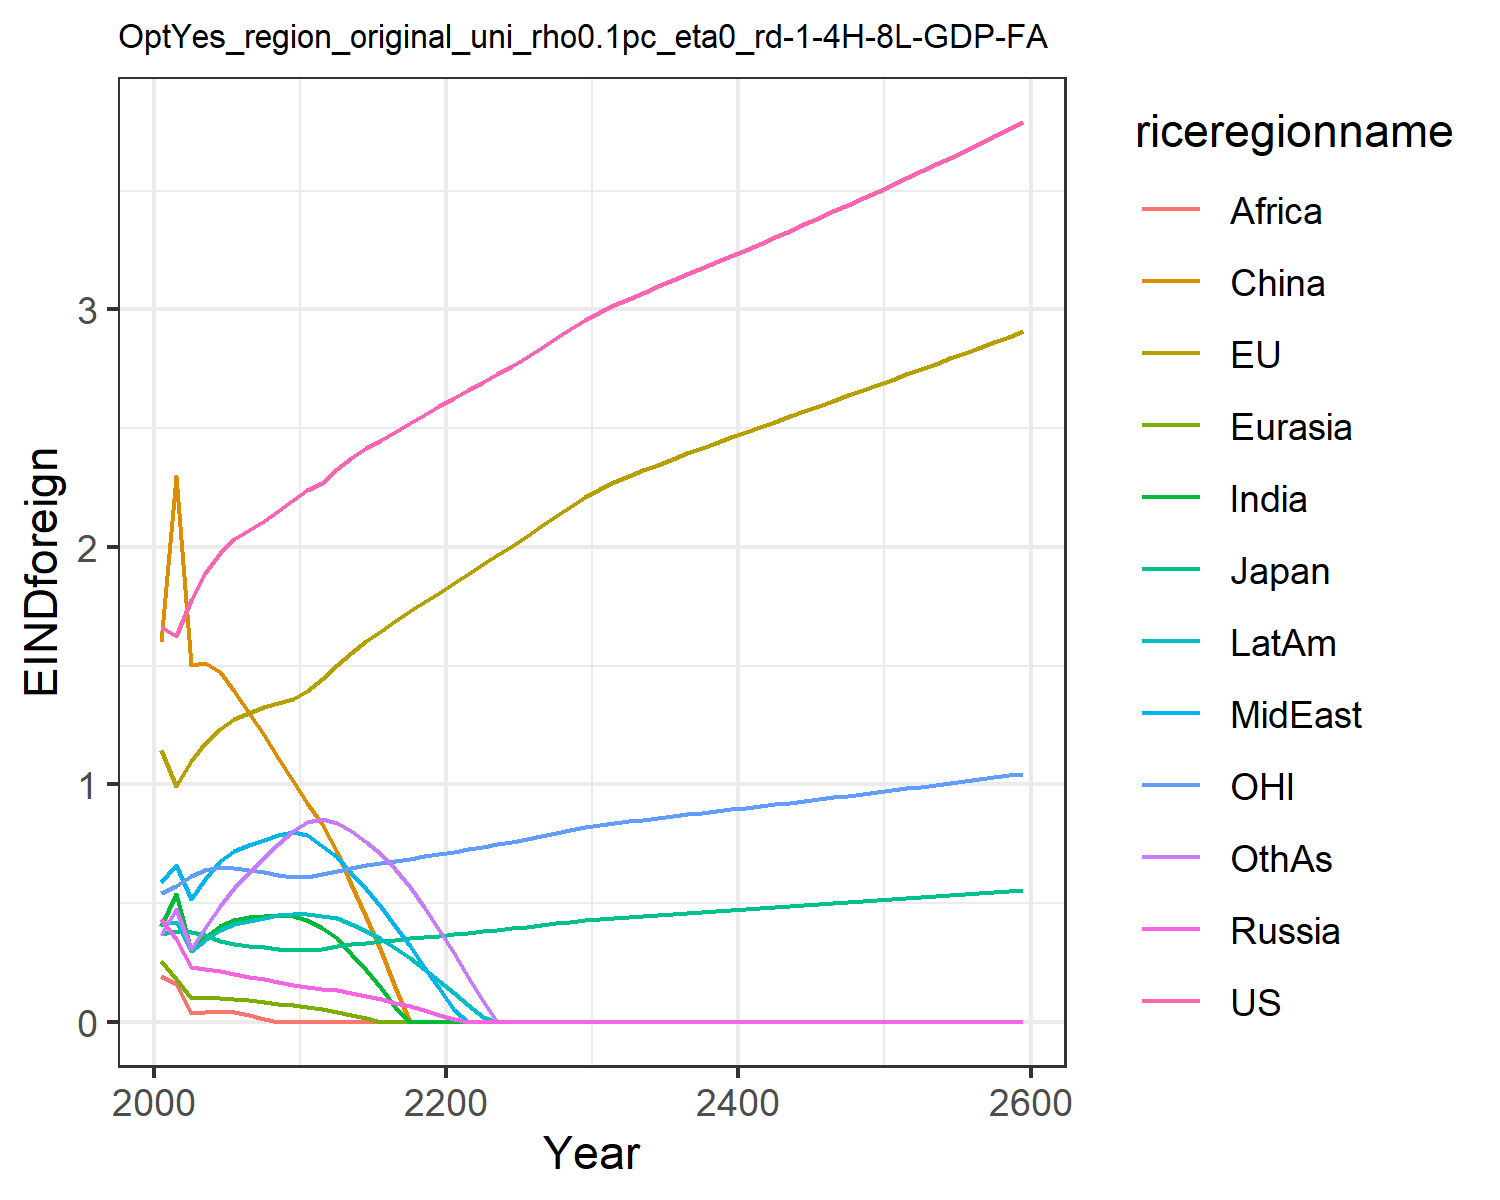 OptYes_region_original_uni_rho0.1pc_eta0_rd-1-4H-8L-GDP-FA
EINDforeign
3
2
1
0
2000
2200
2400
2600
Year
riceregionname
Africa
China
EU
Eurasia
India
Japan
LatAm
MidEast
OHI
OthAs
Russia
US